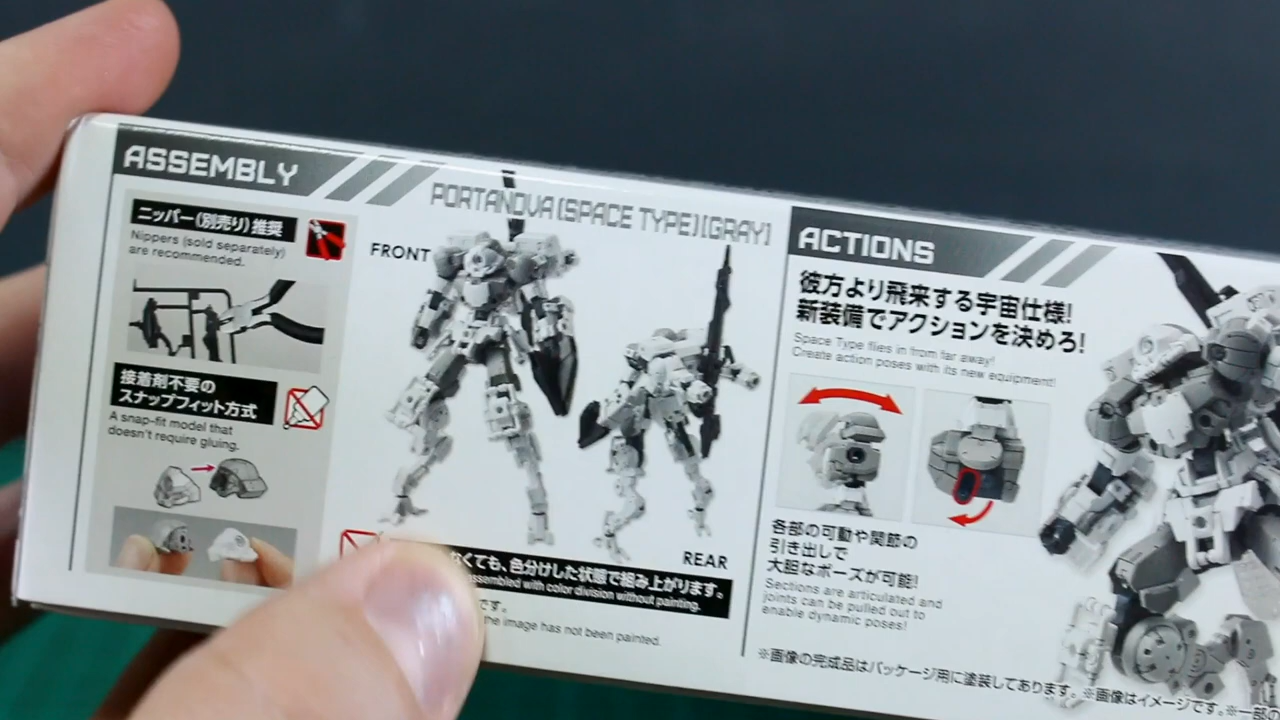 ASSEMBLY
ニッパー(別売り)推奨
Nippers (sold separately)
are recommended.
接着剤不要の
スナップフィット方式
A snap-fit model that
doesn't require gluing.
PORTANOVA (SPACE TYPE) [GRAY]
FRONT
REAR
くても、色分けした状態で組み上がります。
assembled with color division without painting.
です。
the image has not been painted.
ACTIONS
彼方より飛来する宇宙仕様!
新装備でアクションを決めろ!
Space Type flies in from far away!
Create action poses with its new equipment!
各部の可動や関節の
引き出しで
大胆なポーズが可能!
Sections are articulated and
joints can be pulled out to
enable dynamic poses!
※画像の完成品はパッケージ用に塗装してあります。※画像はイメージです。※一部の